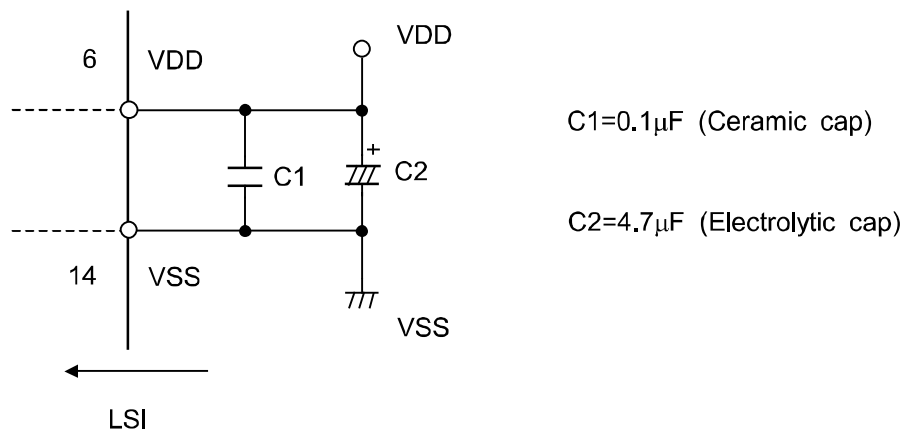 VDD
6 VDD
C1=0.1μF (Ceramic cap)
+
C1 C2
C2=4.7μF (Electrolytic cap)
14 VSS
VSS
LSI